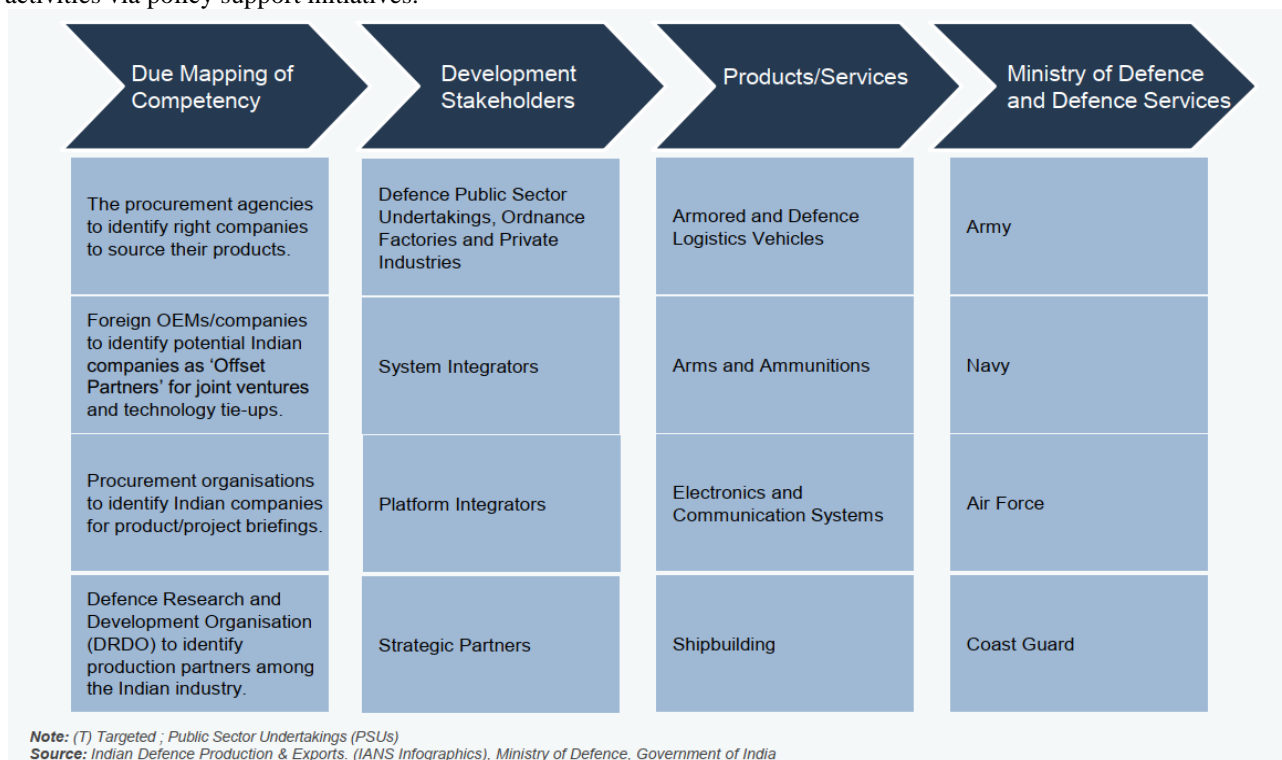 activities via policy support initiatives.
Due Mapping of
Competency
Development
Stakeholders
Products/Services
Ministry of Defence
and Defence Services
The procurement agencies
to identify right companies
to source their products.
Defence Public Sector
Undertakings, Ordnance
Factories and Private
Industries
Armored and Defence
Logistics Vehicles
Army
Foreign OEMs/companies
to identify potential Indian
companies as ‘Offset
Partners’ for joint ventures
and technology tie-ups.
System Integrators
Arms and Ammunitions
Navy
Procurement organisations
to identify Indian companies
for product/project briefings.
Platform Integrators
Electronics and
Communication Systems
Air Force
Defence Research and
Development Organisation
(DRDO) to identify
production partners among
the Indian industry.
Strategic Partners
Shipbuilding
Coast Guard
Note: (T) Targeted ; Public Sector Undertakings (PSUs)
Source: Indian Defence Production & Exports. (IANS Infographics), Ministry of Defence, Government of India